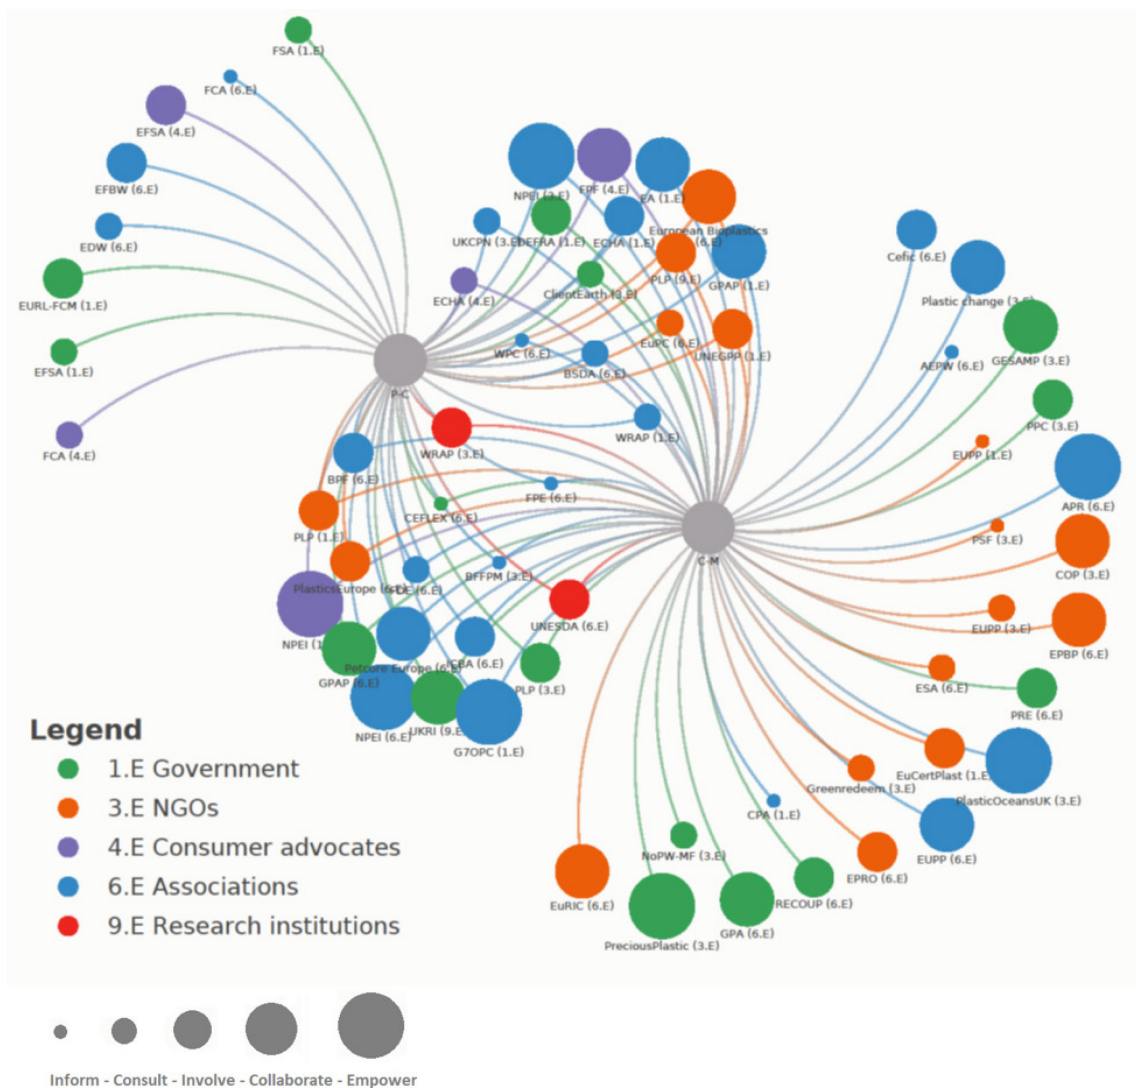 FSA (1.E)
FCA (6.E)
EFSA (4.E)
EFBW (6.E)
EDW (6.E)
EURL-FCM (1.E)
EFSA (1.E)
FCA (4.E)
P-C
NPEI (3.E)
FPF (4.E)
EA (1.E)
European Bioplastics
(6.E)
UKCPN (3.E)
DEFRA (1.E)
ECHA (1.E)
PLP (9.E)
GPAP (1.E)
ECHA (4.E)
ClientEarth (3.E)
EuPC (6.E)
UNEGPP (1.E)
WPC (6.E)
BSDA (6.E)
WRAP (1.E)
WRAP (3.E)
BPF (6.E)
FPE (6.E)
CEFLEX (6.E)
PLP (1.E)
PlasticsEurope (6.E)
BFFPM (3.E)
UNESDA (6.E)
NPEI (1
Petcore Europe (6.E)
ICBA (6.E)
GPAP (6.E)
PLP (3.E)
NPEI (6.E)
UKRI (9.E)
G7OPC (1.E)
C-M
Cefic (6.E)
Plastic change (3.E)
GESAMP (3.E)
AEPW (6.E)
PPC (3.E)
EUPP (1.E)
APR (6.E)
PSF (3.E)
COP (3.E)
EUPP (3.E)
EPBP (6.E)
ESA (6.E)
PRE (6.E)
EuCertPlast (1.E)
Greenredeem (3.E)
PlasticOceansUK (3.E)
CPA (1.E)
EUPP (6.E)
NoPW-MF (3.E)
EPRO (6.E)
RECOUP (6.E)
EuRIC (6.E)
GPA (6.E)
PreciousPlastic (3.E)
Legend
1.E Government
3.E NGOs
4.E Consumer advocates
6.E Associations
9.E Research institutions
Inform - Consult - Involve - Collaborate - Empower